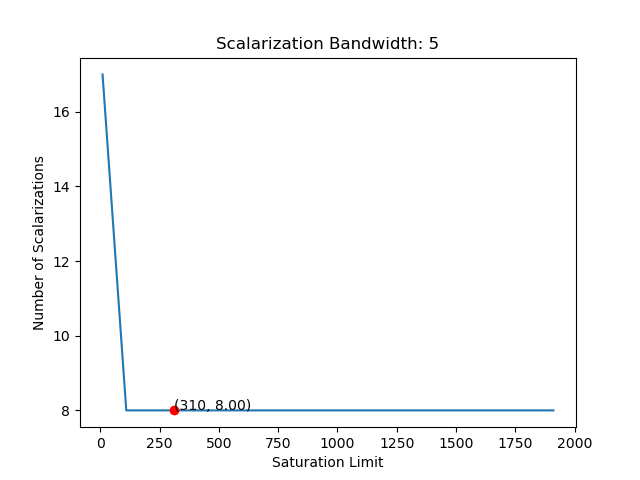 Scalarization Bandwidth: 5
Number of Scalarizations
16
14
12
10
8
(310, 8.00)
0 250 500 750 1000 1250 1500 1750 2000
Saturation Limit